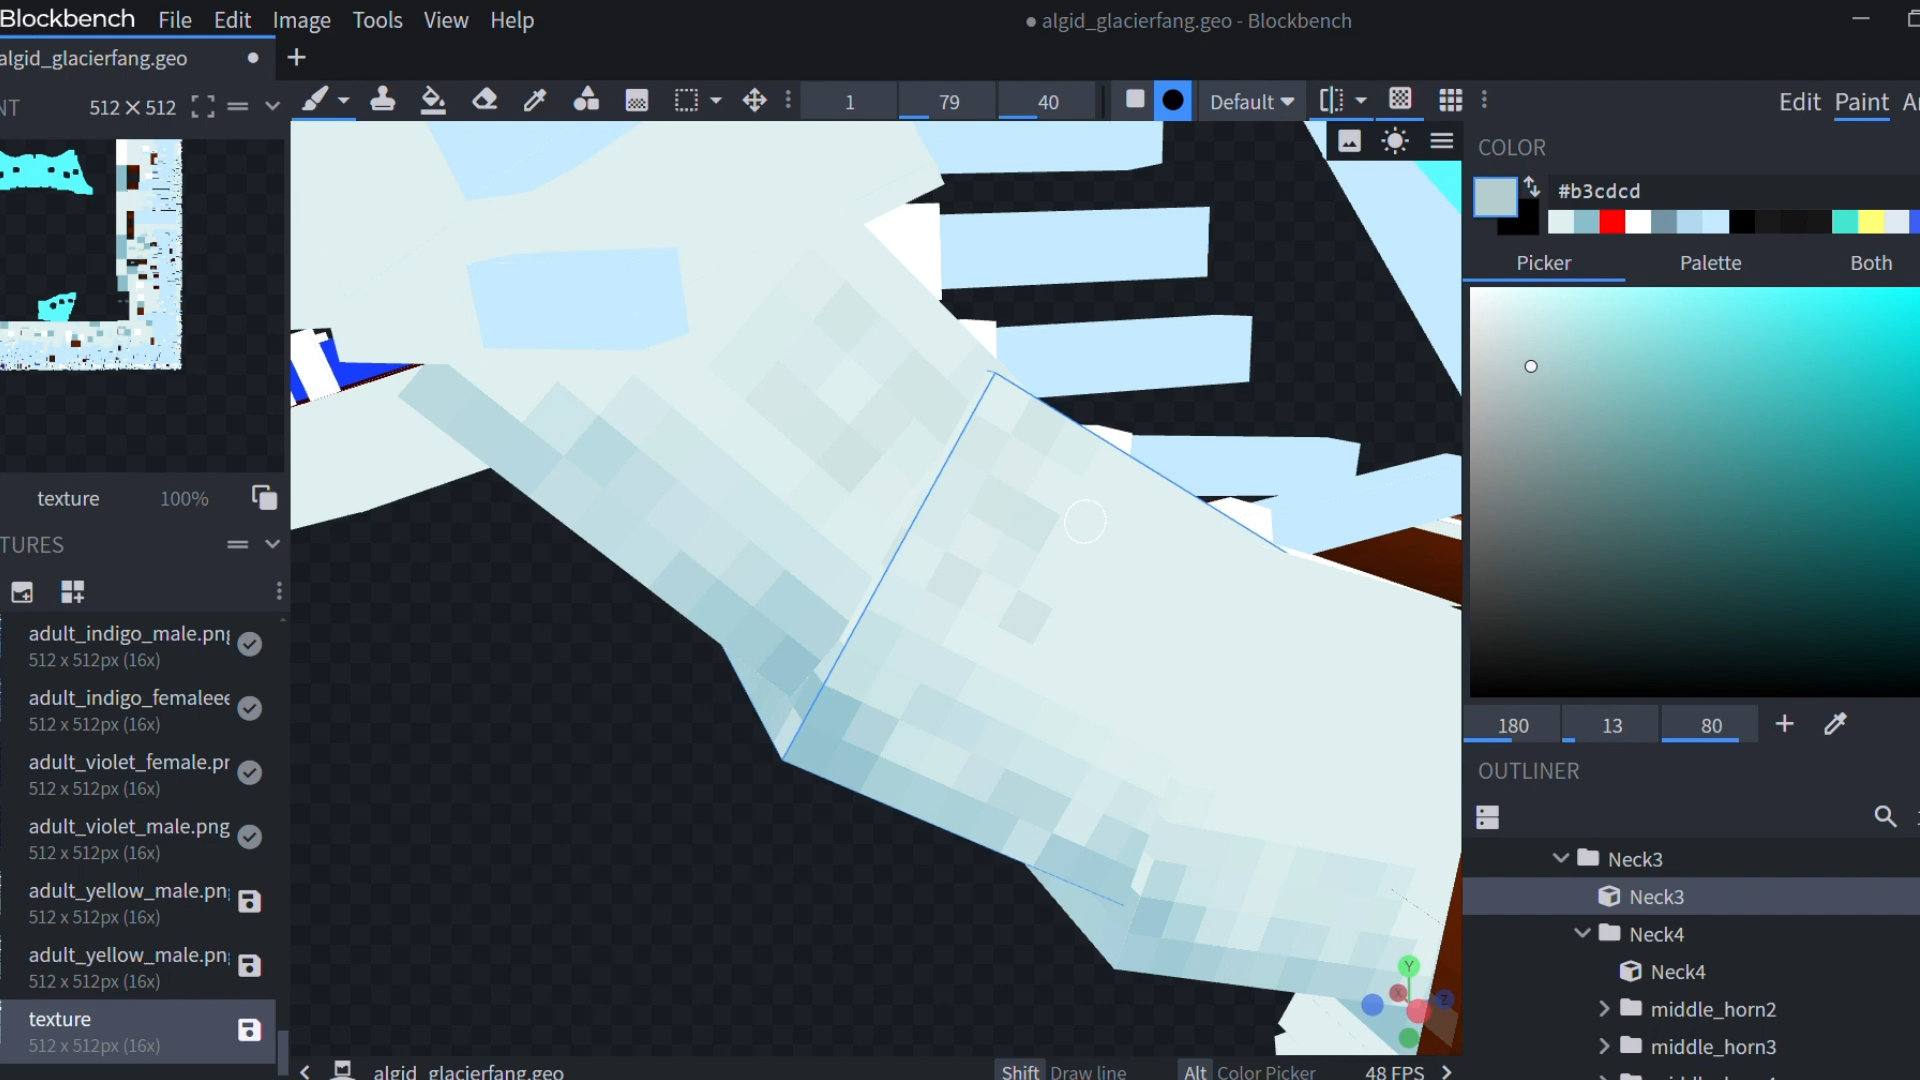 Blockbench File Edit Image Tools View Help
● algid_glacierfang.geo - Blockbench
algid_glacierfang.geo
NT 512 × 512
1 79 40 Default
Edit Paint
COLOR
#b3cdcd
Picker Palette Both
texture 100%
TURES
adult_indigo_male.png
512 x 512px (16x)
adult_indigo_femaleee
512 x 512px (16x)
adult_violet_female.pr
512 x 512px (16x)
adult_violet_male.png
512 x 512px (16x)
adult_yellow_male.pn
512 x 512px (16x)
adult_yellow_male.pn
512 x 512px (16x)
texture
512 x 512px (16x)
180 13 80
OUTLINER
Neck3
Neck3
Neck4
Neck4
middle_horn2
middle_horn3
Y
X
Z
algid_glacierfang.geo
Shift Draw line Alt Color Picker 48 FPS